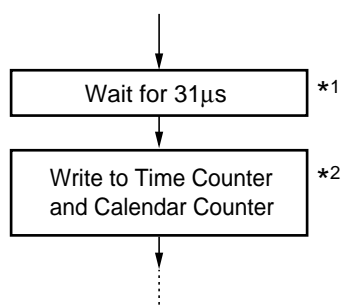 Wait for 31μs *1
Write to Time Counter *2
and Calendar Counter